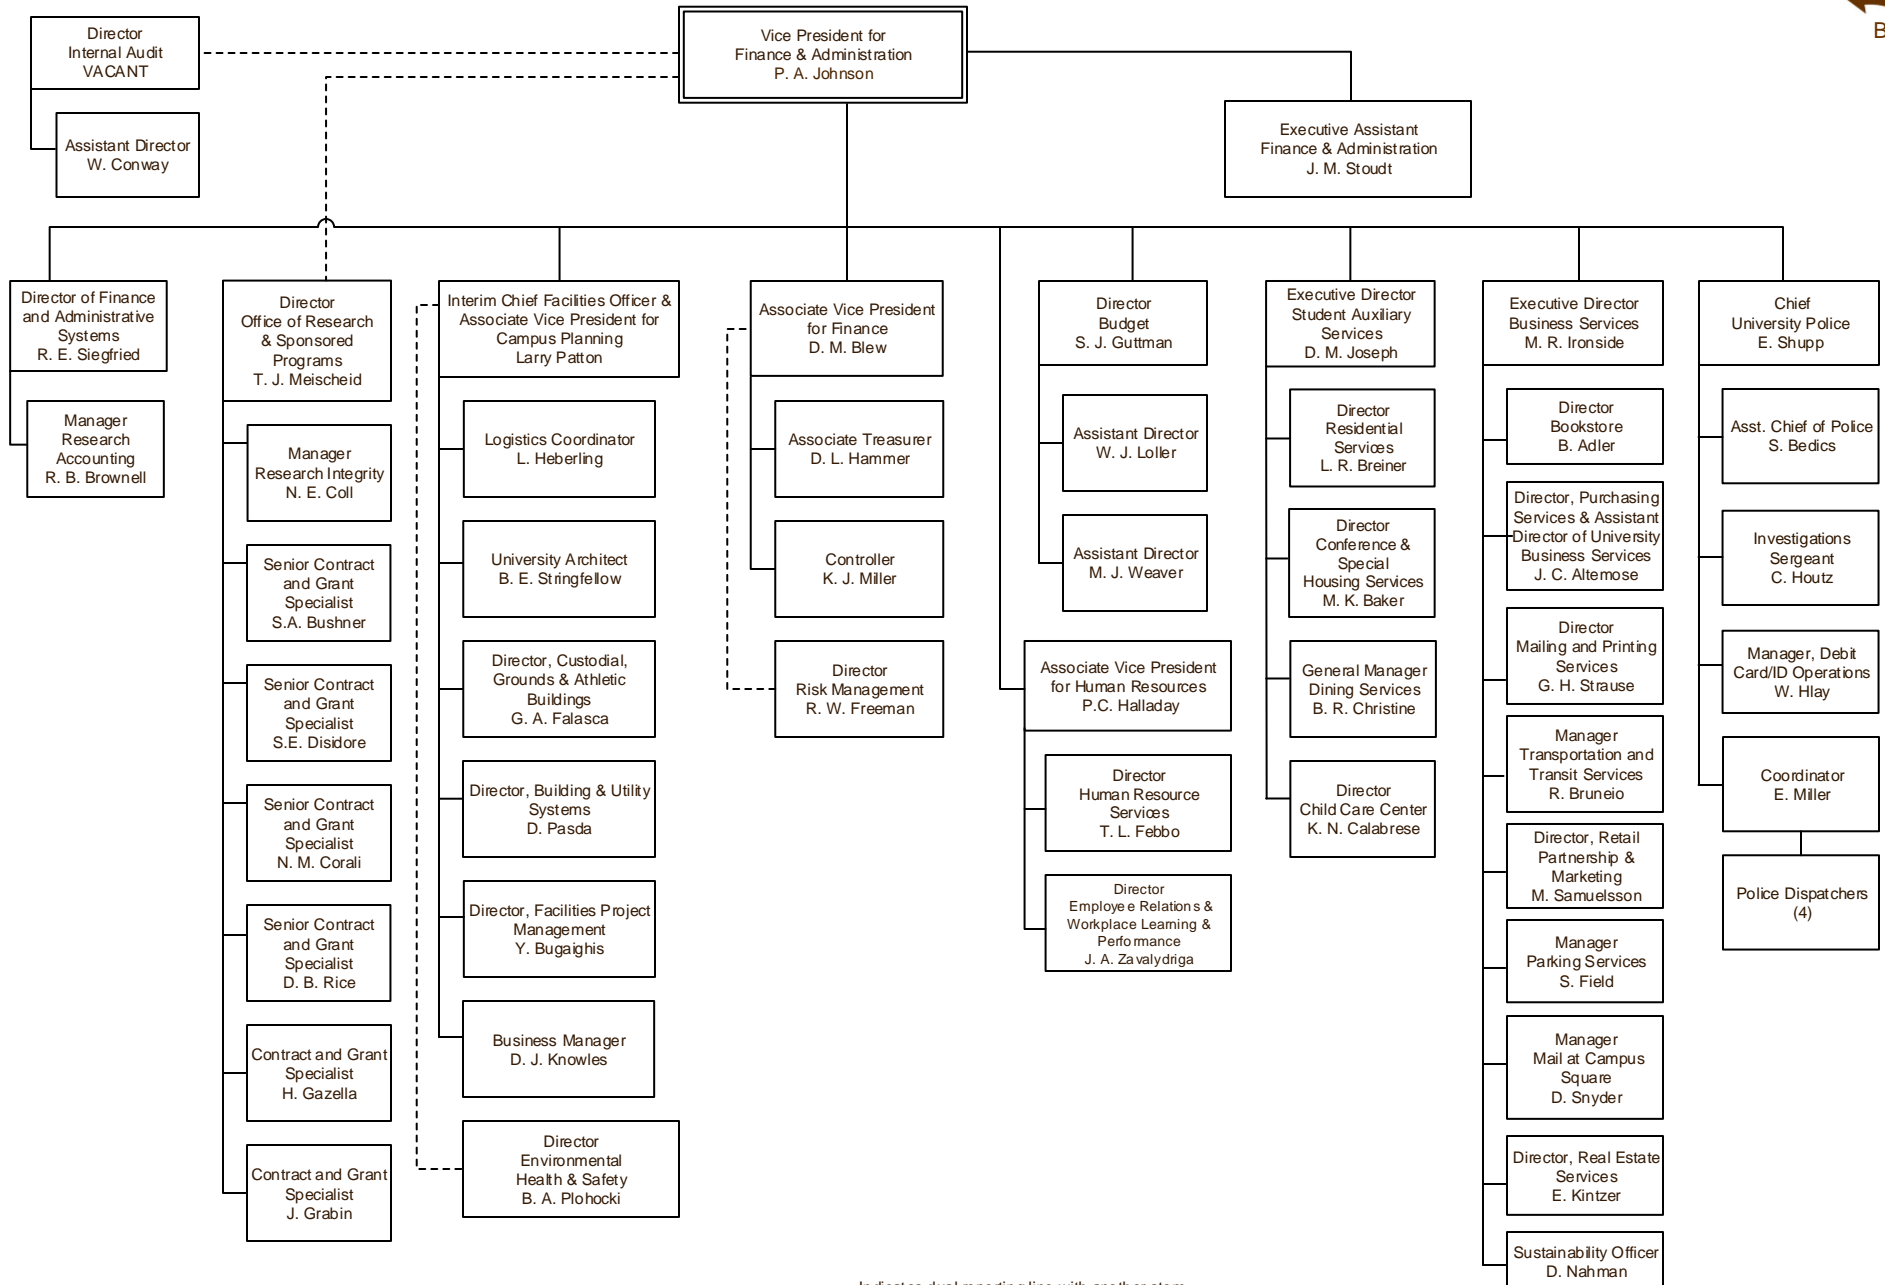 B
Director
Internal Audit
VACANT
Vice President for
Finance & Administration
P. A. Johnson
Assistant Director
W. Conway
Executive Assistant
Finance & Administration
J. M. Stoudt
Director of Finance
and Administrative
Systems
R. E. Siegfried
Manager
Research
Accounting
R. B. Brownell
Director
Office of Research
& Sponsored
Programs
T. J. Meischeid
Manager
Research Integrity
N. E. Coll
Senior Contract
and Grant
Specialist
S.A. Bushner
Senior Contract
and Grant
Specialist
S.E. Disidore
Senior Contract
and Grant
Specialist
N. M. Corali
Senior Contract
and Grant
Specialist
D. B. Rice
Contract and Grant
Specialist
H. Gazella
Contract and Grant
Specialist
J. Grabin
Interim Chief Facilities Officer &
Associate Vice President for
Campus Planning
Larry Patton
Logistics Coordinator
L. Heberling
University Architect
B. E. Stringfellow
Director, Custodial,
Grounds & Athletic
Buildings
G. A. Falasca
Director, Building & Utility
Systems
D. Pasda
Director, Facilities Project
Management
Y. Bugaighis
Business Manager
D. J. Knowles
Director
Environmental
Health & Safety
B. A. Plohocki
Associate Vice President
for Finance
D. M. Blew
Associate Treasurer
D. L. Hammer
Controller
K. J. Miller
Director
Risk Management
R. W. Freeman
Director
Budget
S. J. Guttman
Assistant Director
W. J. Loller
Assistant Director
M. J. Weaver
Associate Vice President
for Human Resources
P.C. Halladay
Director
Human Resource
Services
T. L. Febbo
Director
Employee Relations &
Workplace Learning &
Performance
J. A. Zavalydriga
Executive Director
Student Auxiliary
Services
D. M. Joseph
Director
Residential
Services
L. R. Breiner
Director
Conference &
Special
Housing Services
M. K. Baker
General Manager
Dining Services
B. R. Christine
Director
Child Care Center
K. N. Calabrese
Executive Director
Business Services
M. R. Ironside
Director
Bookstore
B. Adler
Director, Purchasing
Services & Assistant
Director of University
Business Services
J. C. Altemose
Director
Mailing and Printing
Services
G. H. Strause
Manager
Transportation and
Transit Services
R. Bruneio
Director, Retail
Partnership &
Marketing
M. Samuelsson
Manager
Parking Services
S. Field
Manager
Mail at Campus
Square
D. Snyder
Director, Real Estate
Services
E. Kintzer
Sustainability Officer
D. Nahman
Chief
University Police
E. Shupp
Asst. Chief of Police
S. Bedics
Investigations
Sergeant
C. Houtz
Manager, Debit
Card/ID Operations
W. Hlay
Coordinator
E. Miller
Police Dispatchers
(4)
Indicates dual reporting line with another stem